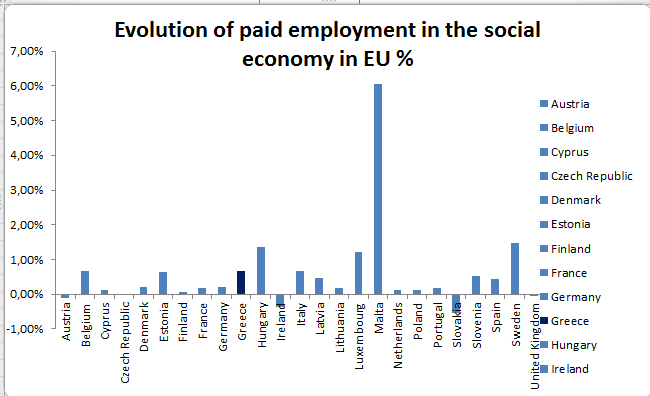 Evolution of paid employment in the social
economy in EU %
7,00%
6,00%
5,00%
4,00%
3,00%
2,00%
1,00%
0,00%
-1,00%
Austria
Belgium
Cyprus
Czech Republic
Denmark
Estonia
Finland
France
Germany
Greece
Hungary
Ireland
Italy
Latvia
Lithuania
Luxembourg
Malta
Netherlands
Poland
Portugal
Slovakia
Slovenia
Spain
Sweden
United Kingdom
Austria
Belgium
Cyprus
Czech Republic
Denmark
Estonia
Finland
France
Germany
Greece
Hungary
Ireland